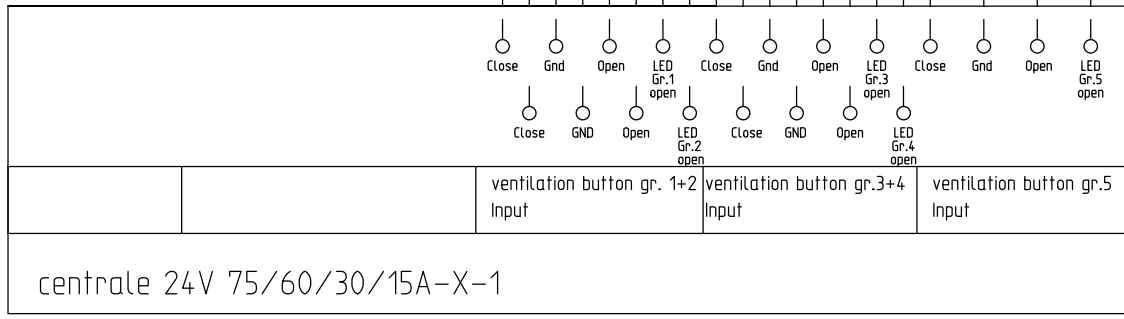 Close Gnd Open LED Close Gnd Open LED Close Gnd Open LED
Gr.1 Gr.3 Gr.5
open open open
Close GND Open LED Close GND Open LED
Gr.2 Gr.4
open open
ventilation button gr. 1+2 ventilation button gr.3+4 ventilation button gr.5
Input Input Input
centrale 24V 75/60/30/15A-X-1